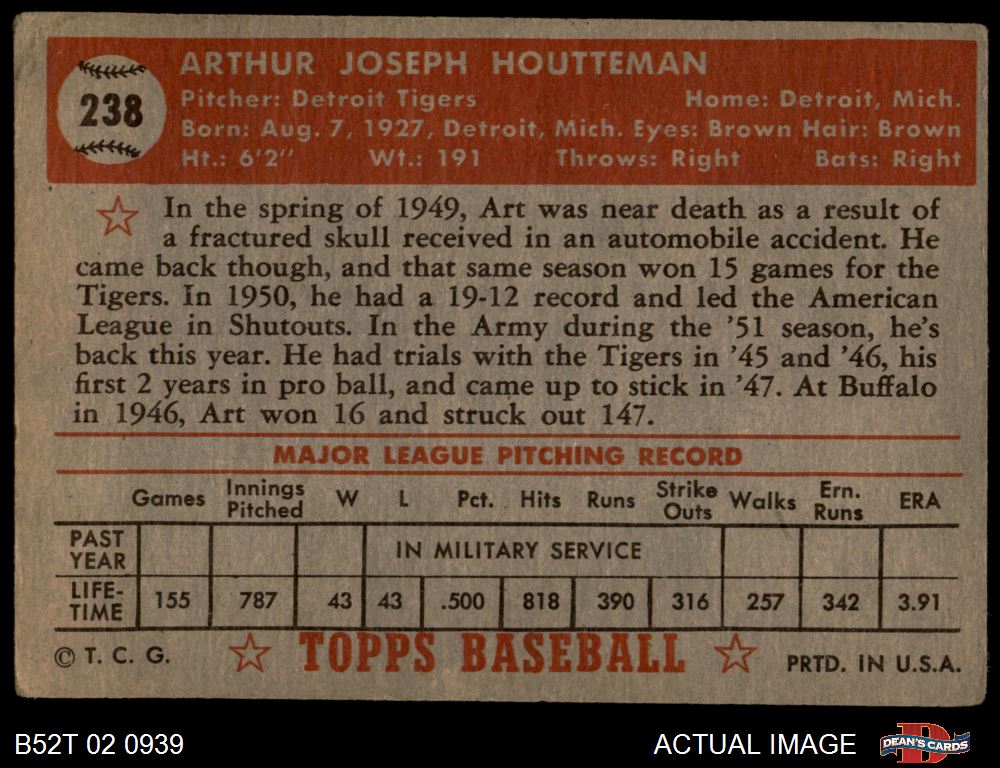 238
ARTHUR JOSEPH HOUTTEMAN
Pitcher: Detroit Tigers Home: Detroit, Mich.
Born: Aug. 7, 1927, Detroit, Mich. Eyes: Brown Hair: Brown
Ht.: 6'2" Wt.: 191 Throws: Right Bats: Right
In the spring of 1949, Art was near death as a result of
a fractured skull received in an automobile accident. He
came back though, and that same season won 15 games for the
Tigers. In 1950, he had a 19-12 record and led the American
League in Shutouts. In the Army during the '51 season, he's
back this year. He had trials with the Tigers in '45 and '46, his
first 2 years in pro ball, and came up to stick in '47. At Buffalo
in 1946, Art won 16 and struck out 147.
MAJOR LEAGUE PITCHING RECORD
Games Innings Pitched W L Pct. Hits Runs Strike Outs Walks Ern. Runs ERA
PAST YEAR IN MILITARY SERVICE
LIFE-TIME 155 787 43 43 .500 818 390 316 257 342 3.91
© T. C. G. TOPPS BASEBALL PRTD. IN U.S.A.
B52T 02 0939 ACTUAL IMAGE DEAN'S CARDS